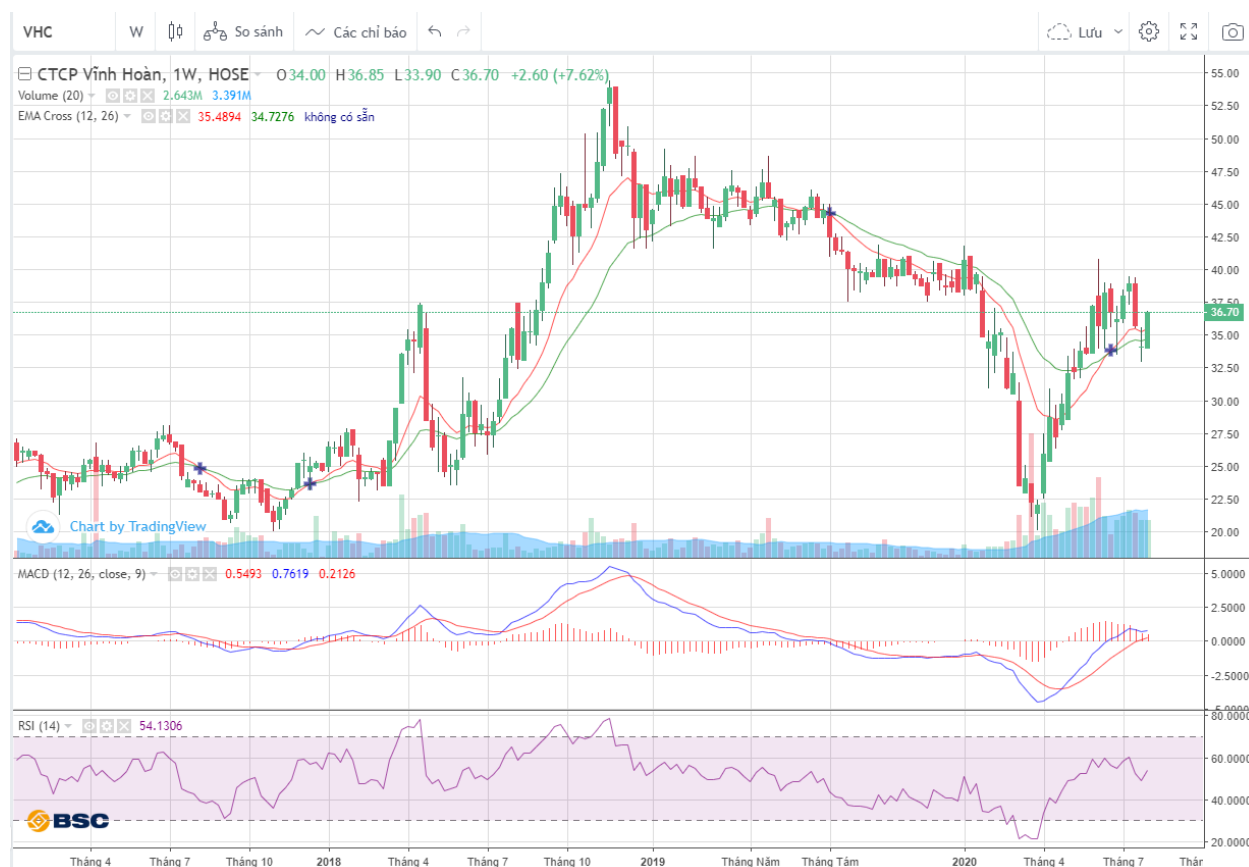 VHC W So sánh Các chỉ báo Lưu
CTCP Vĩnh Hoàn, 1W, HOSE O34.00 H36.85 L33.90 C36.70 +2.60 (+7.62%)
Volume (20) 2.643M 3.391M
EMA Cross (12, 26) 35.4894 34.7276 không có sẵn
55.00
52.50
50.00
47.50
45.00
42.50
40.00
37.50
36.70
35.00
32.50
30.00
27.50
25.00
22.50
20.00
Chart by TradingView
MACD (12, 26, close, 9) 0.5493 0.7619 0.2126
5.0000
2.5000
0.0000
-2.5000
-5.0000
RSI (14) 54.1306
80.0000
60.0000
40.0000
20.0000
BSC
Tháng 4 Tháng 7 Tháng 10 2018 Tháng 4 Tháng 7 Tháng 10 2019 Tháng Năm Tháng Tám 2020 Tháng 4 Tháng 7